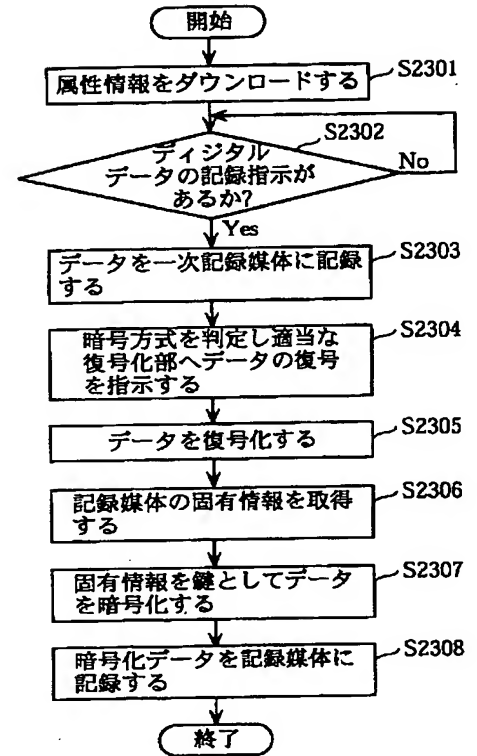 開始
属性情報をダウンロードする
S2301
S2302
ディジタル
データの記録指示が
あるか?
No
Yes
データを一次記録媒体に記録
する
S2303
暗号方式を判定し適当な
復号化部へデータの復号
を指示する
S2304
データを復号化する
S2305
記録媒体の固有情報を取得
する
S2306
固有情報を鍵としてデータ
を暗号化する
S2307
暗号化データを記録媒体に
記録する
S2308
終了